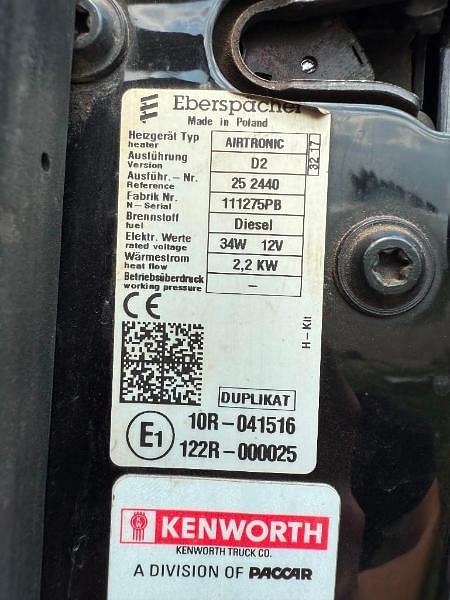 Eberspächer
Made in Poland
Heizgerät Typ AIRTRONIC
heater
Ausführung D2
Version
Ausführ.- Nr. 25 2440
Reference
Fabrik Nr. 111275PB
N- Serial
Brennstoff Diesel
fuel
Elektr. Werte 34W 12V
rated voltage
Wärmestrom 2,2 KW
heat flow
Betriebsüberdruck –
working pressure
32 17
CE
H- Kit
DUPLIKAT
E1
10R-041516
122R-000025
KENWORTH
KENWORTH TRUCK CO.
A DIVISION OF PACCAR